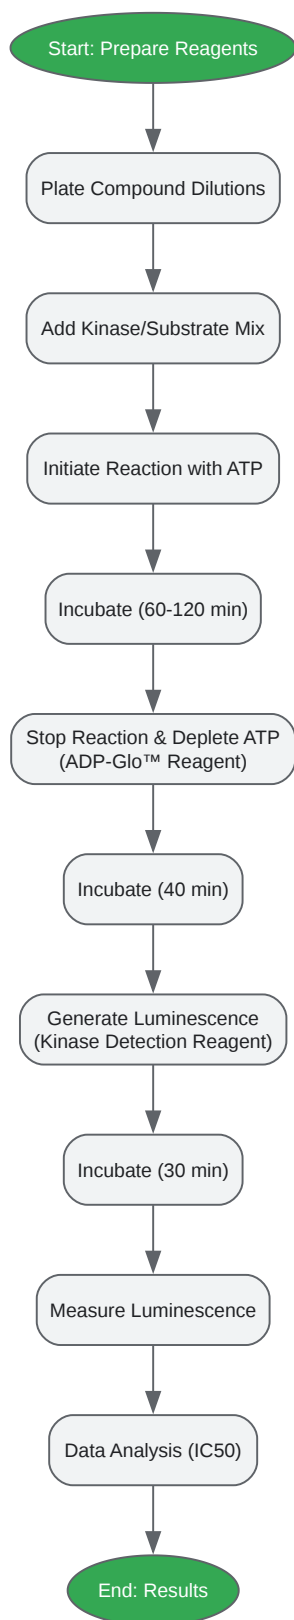 Start: Prepare Reagents
Plate Compound Dilutions
Add Kinase/Substrate Mix
Initiate Reaction with ATP
Incubate (60-120 min)
Stop Reaction & Deplete ATP
(ADP-Glo™ Reagent)
Incubate (40 min)
Generate Luminescence
(Kinase Detection Reagent)
Incubate (30 min)
Measure Luminescence
Data Analysis (IC50)
End: Results